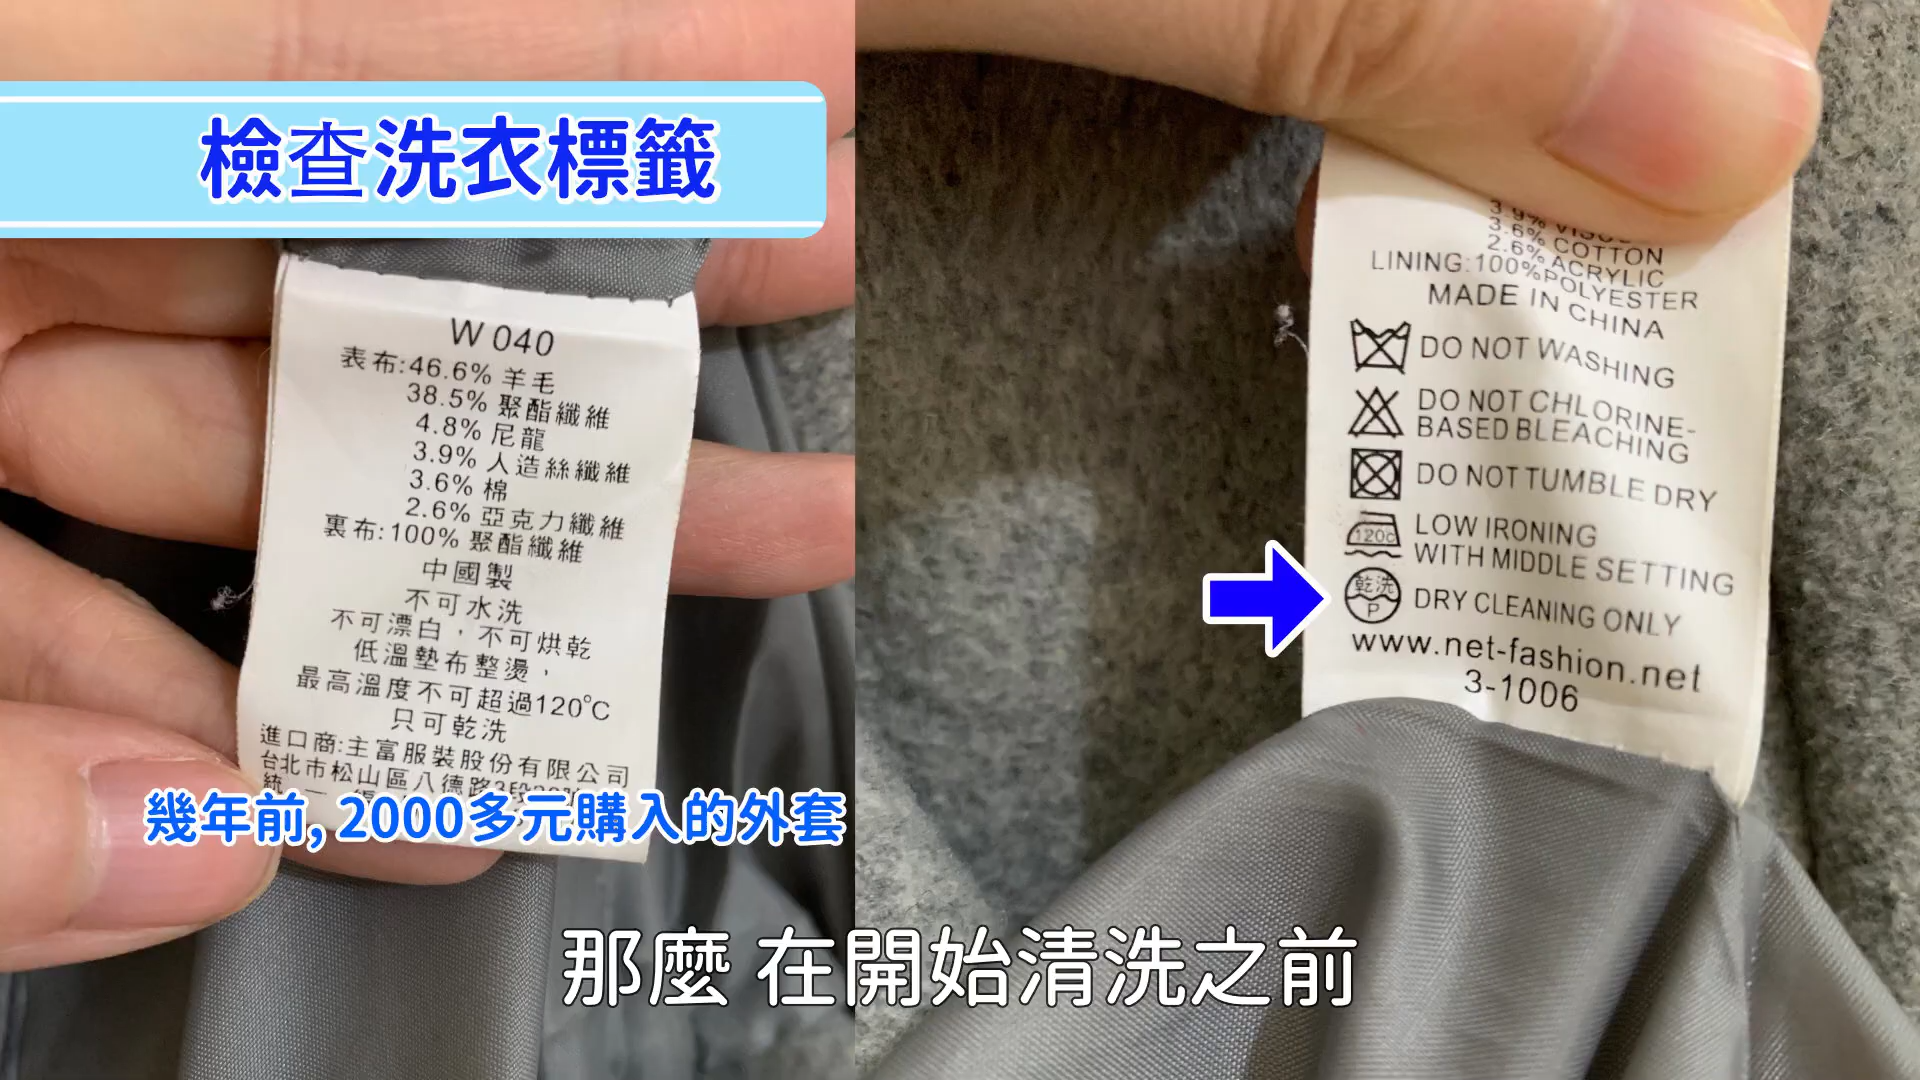 檢查洗衣標籤
W 040
表布:46.6% 羊毛
38.5% 聚酯纖維
4.8% 尼龍
3.9% 人造絲纖維
3.6% 棉
2.6% 亞克力纖維
裏布:100% 聚酯纖維
中國製
不可水洗
不可漂白，不可烘乾
低溫墊布整燙，
最高溫度不可超過120°C
只可乾洗
進口商:主富服裝股份有限公司
台北市松山區八德路3段
統一
幾年前, 2000多元購入的外套
3.9%
3.6% COTTON
2.6% ACRYLIC
LINING:100%POLYESTER
MADE IN CHINA
DO NOT WASHING
DO NOT CHLORINE-
BASED BLEACHING
DO NOT TUMBLE DRY
120c
LOW IRONING
WITH MIDDLE SETTING
乾洗
P
DRY CLEANING ONLY
www.net-fashion.net
3-1006
那麼 在開始清洗之前